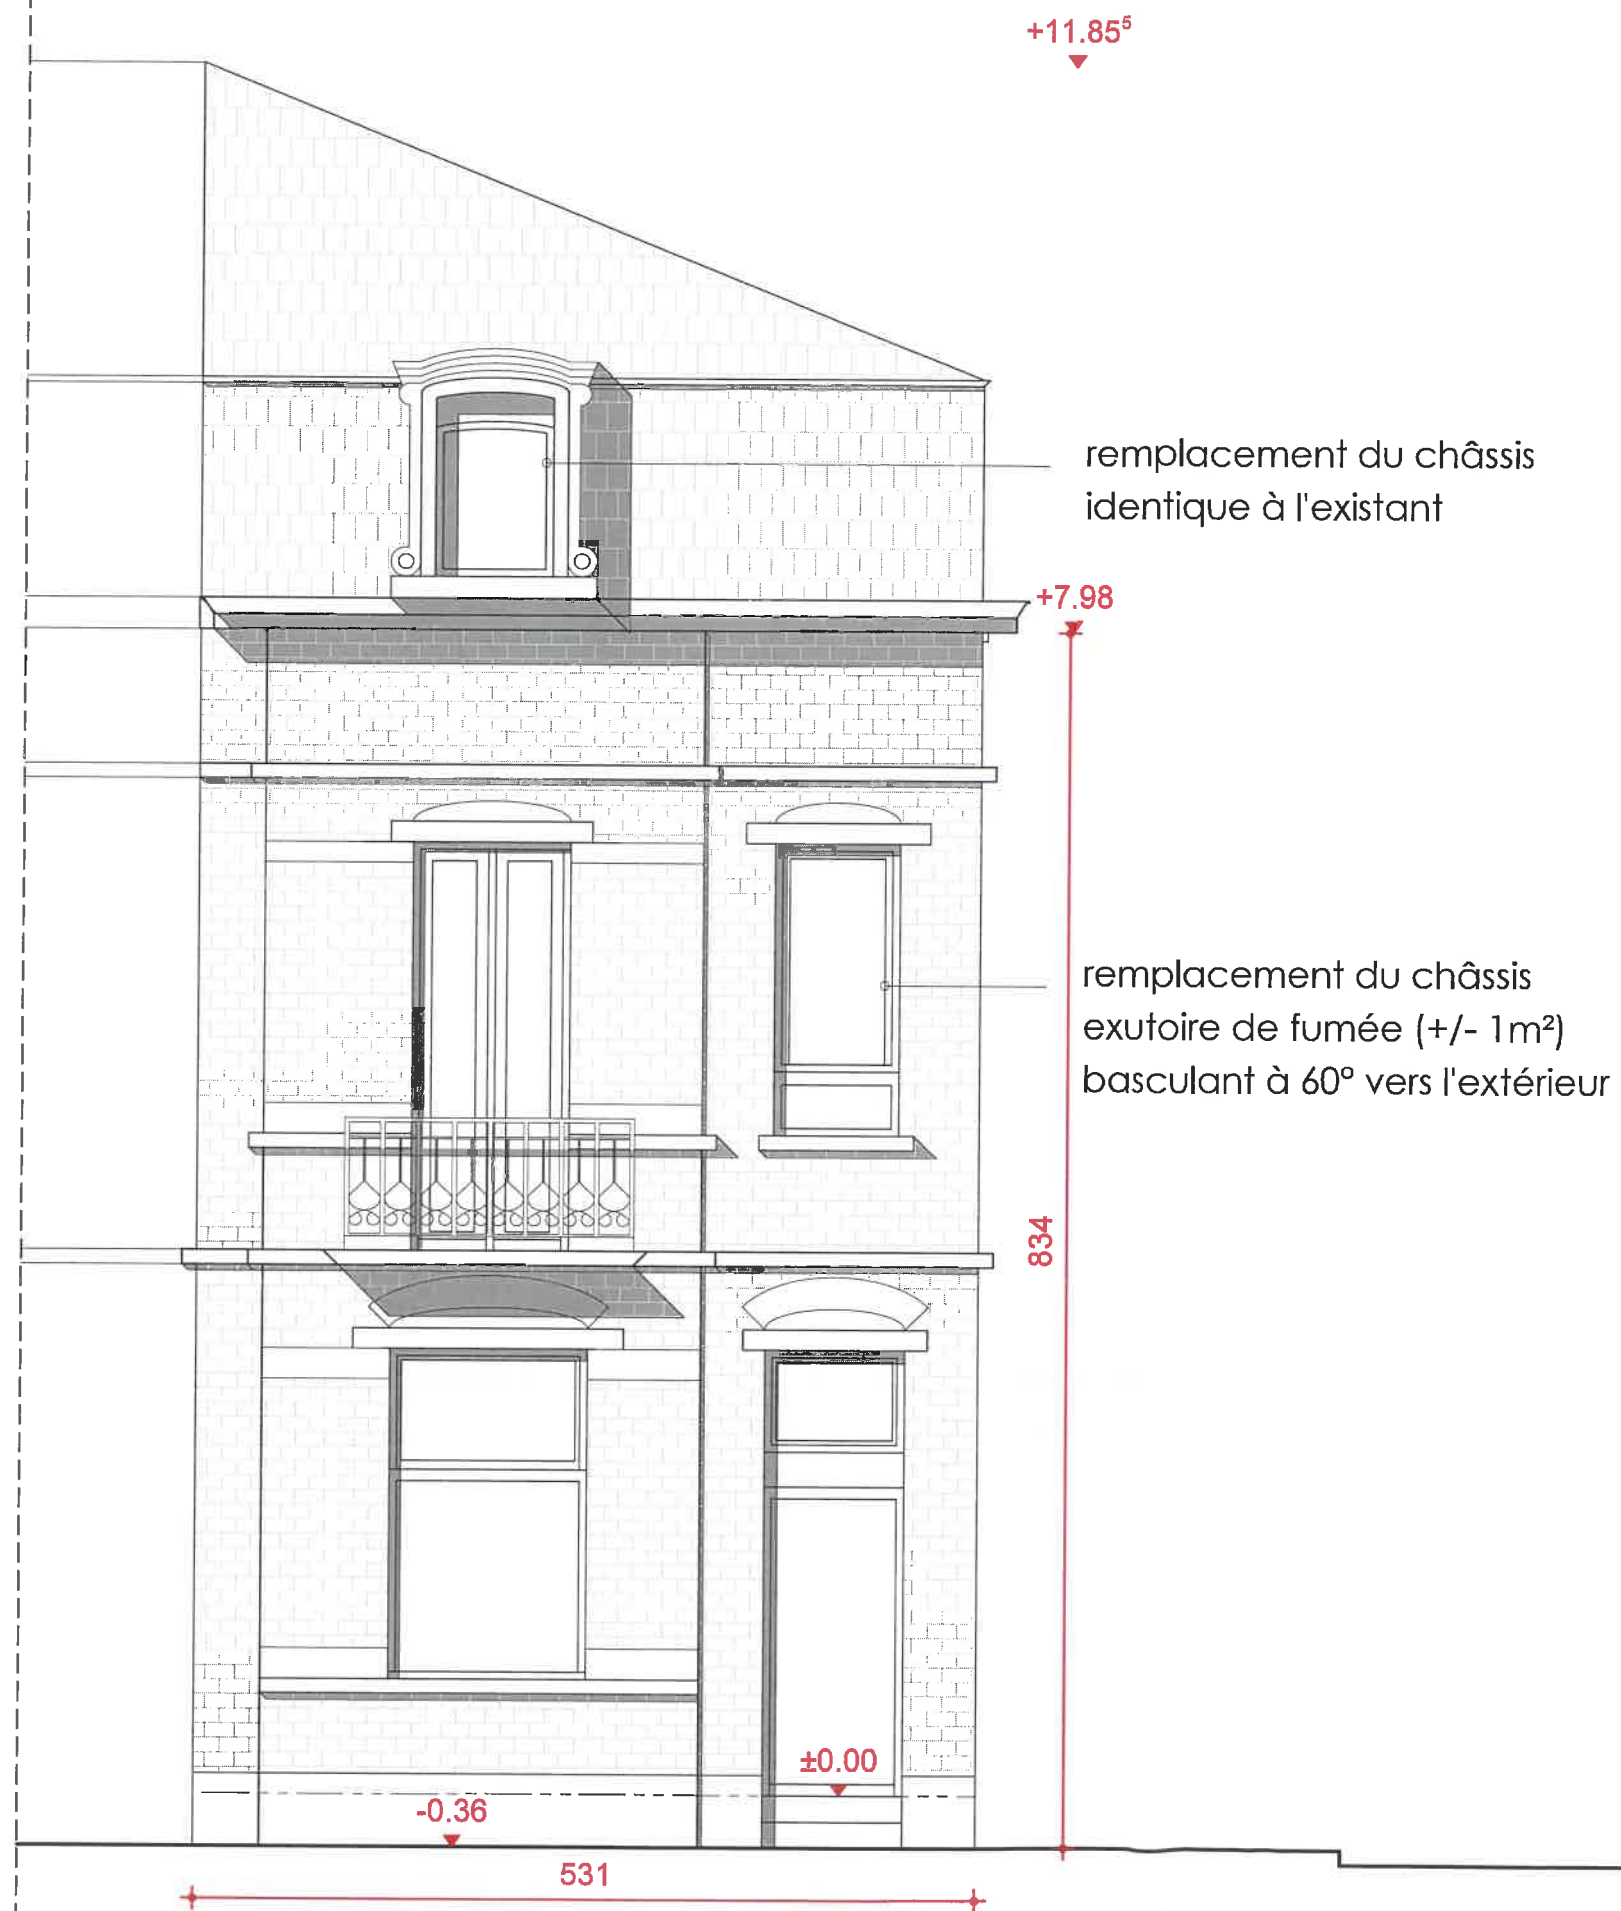 +11.85⁵
remplacement du châssis
identique à l'existant
+7.98
remplacement du châssis
exutoire de fumée (+/- 1m²)
basculant à 60° vers l'extérieur
834
±0.00
-0.36
531